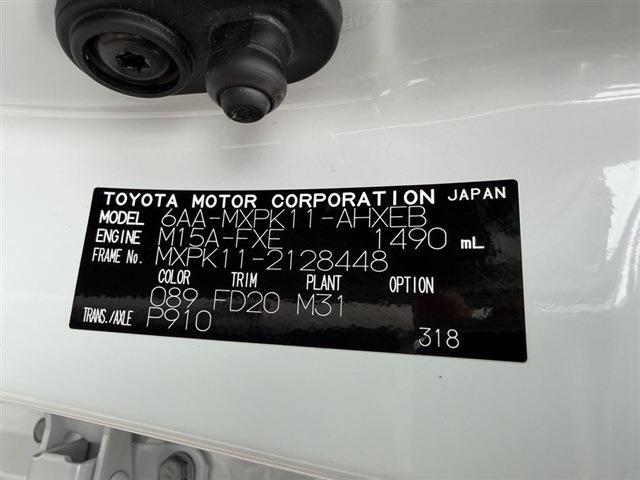 TOYOTA MOTOR CORPORATION JAPAN
MODEL 6AA-MXPK11-AHXEB
ENGINE M15A-FXE 1490 mL
FRAME No. MXPK11-2128448
COLOR TRIM PLANT OPTION
089 FD20 M31
TRANS./AXLE P910
318